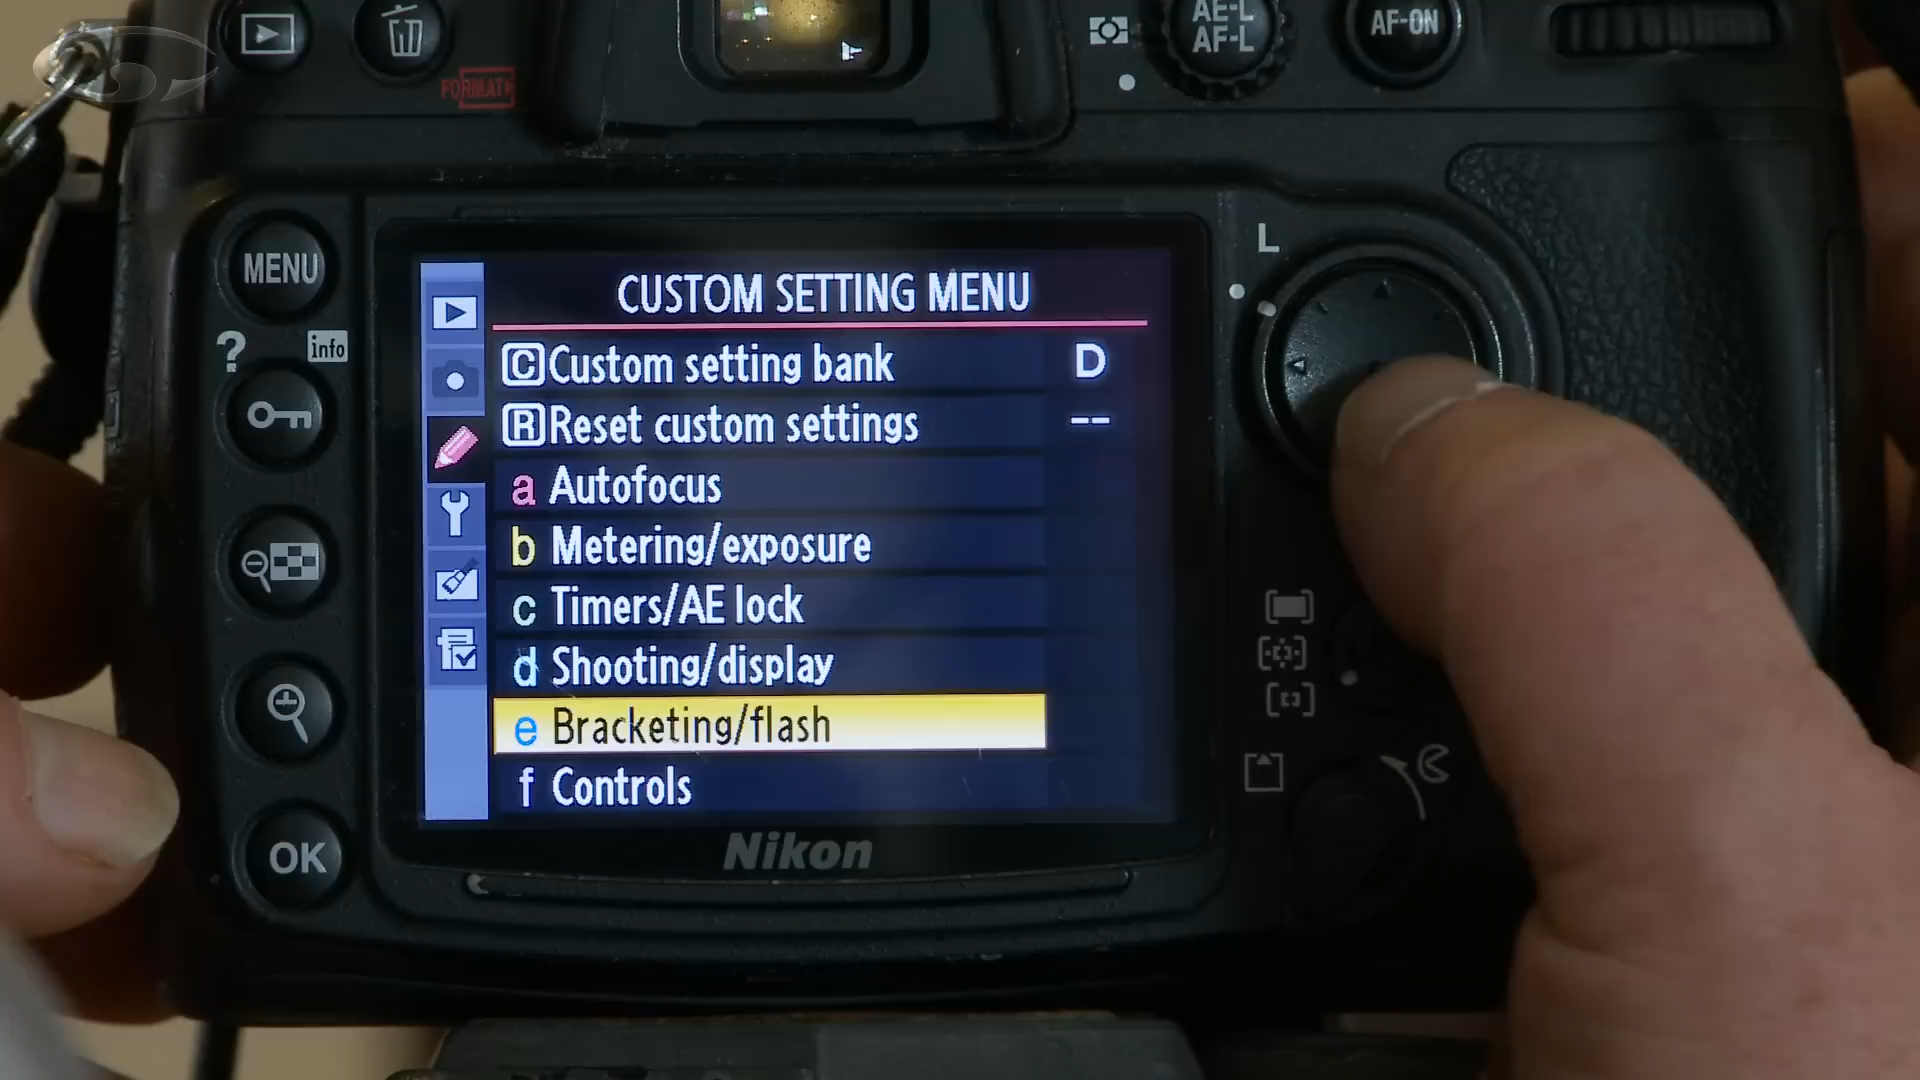 FORMAT
AE-L
AF-L
AF-ON
MENU
? info
L
CUSTOM SETTING MENU
C Custom setting bank D
R Reset custom settings --
a Autofocus
b Metering/exposure
c Timers/AE lock
d Shooting/display
e Bracketing/flash
f Controls
OK
Nikon